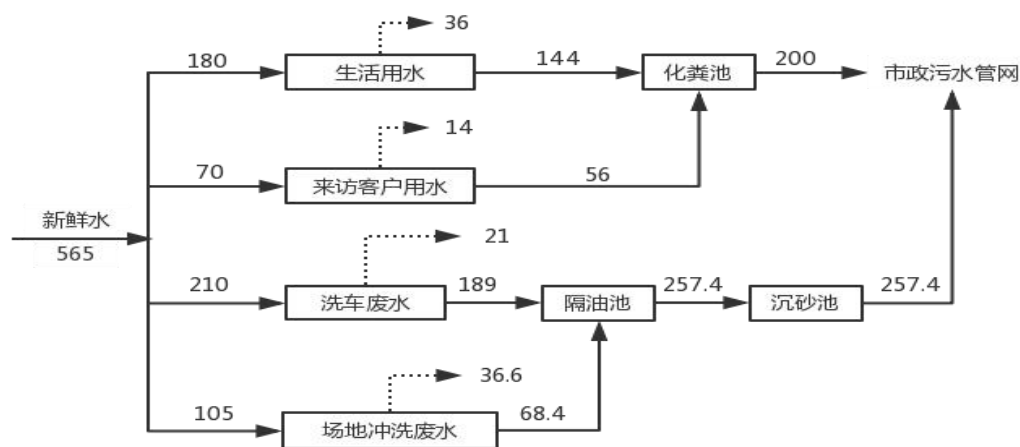 36
180
生活用水
144
化粪池
200
市政污水管网
14
70
来访客户用水
56
新鲜水
565
21
210
洗车废水
189
隔油池
257.4
沉砂池
257.4
36.6
105
场地冲洗废水
68.4